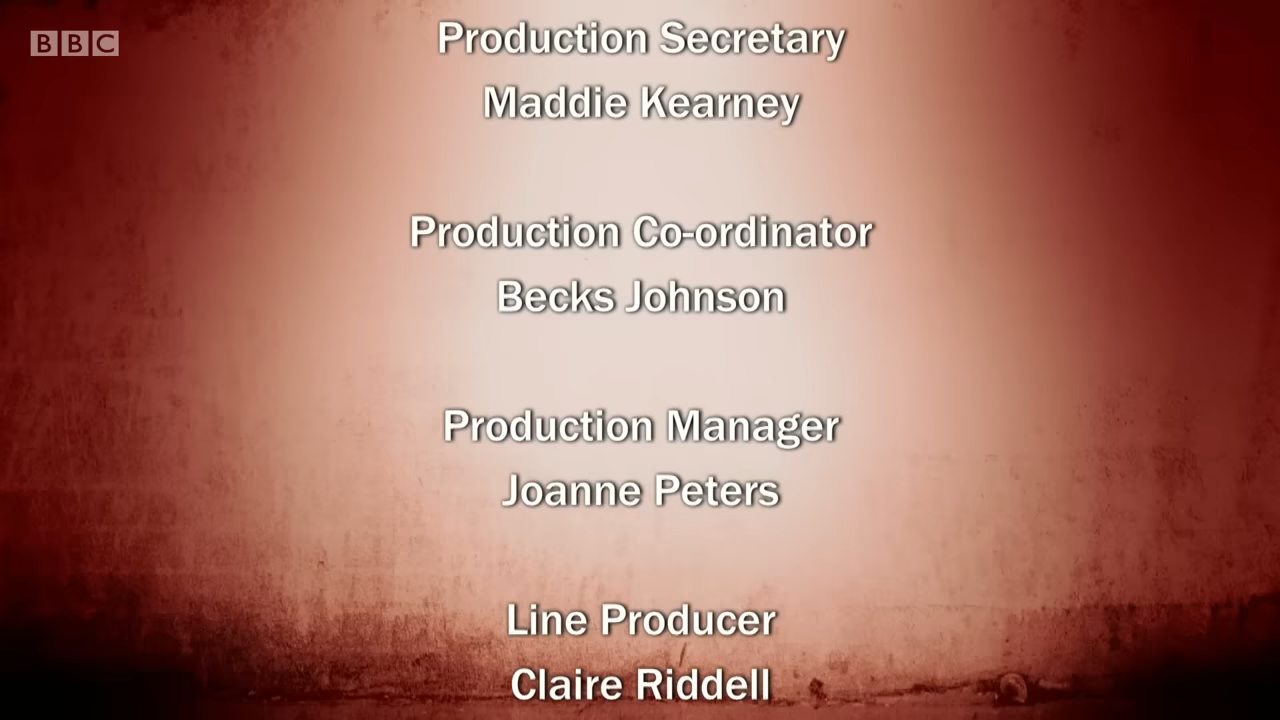 BBC
Production Secretary
Maddie Kearney
Production Co-ordinator
Becks Johnson
Production Manager
Joanne Peters
Line Producer
Claire Riddell